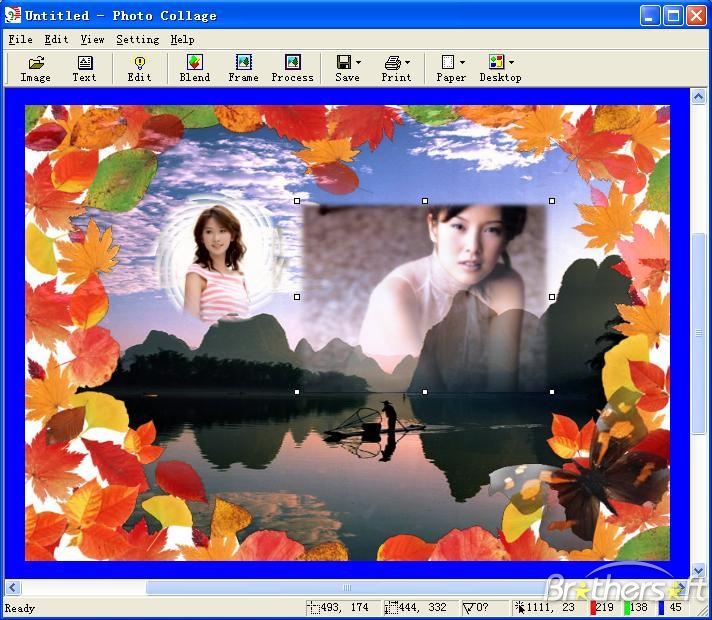 Untitled - Photo Collage
File Edit View Setting Help
Image Text Edit Blend Frame Process Save Print Paper Desktop
Brothersoft
Ready 493, 174 444, 332 0? 1111, 23 219 138 45